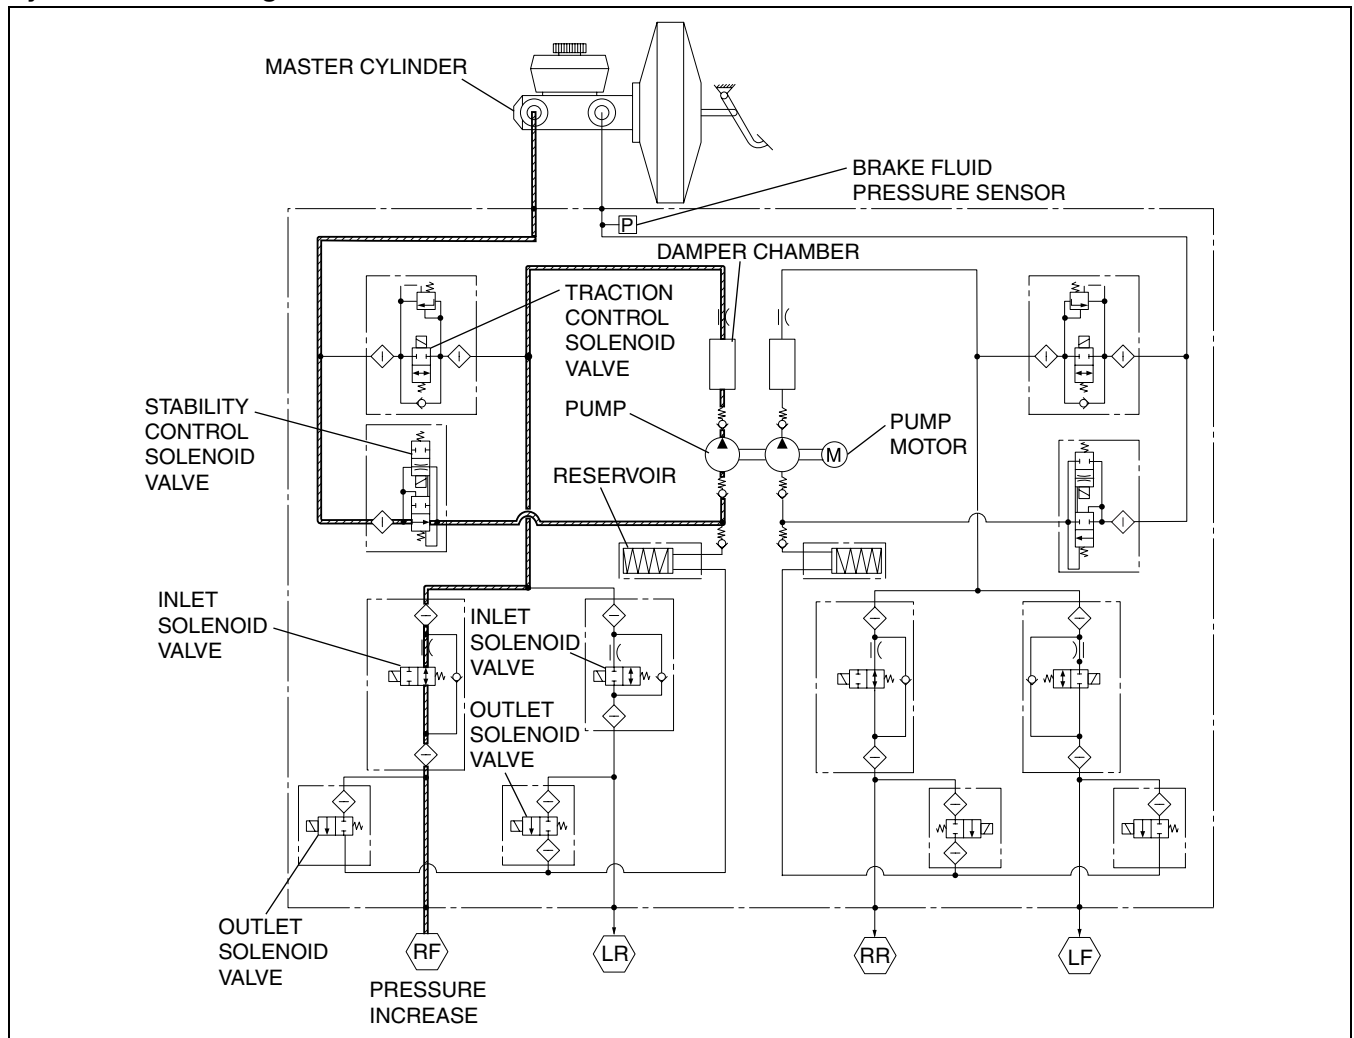 MASTER CYLINDER
BRAKE FLUID
PRESSURE SENSOR
P
DAMPER CHAMBER
TRACTION
CONTROL
SOLENOID
VALVE
STABILITY
CONTROL
SOLENOID
VALVE
PUMP
PUMP
MOTOR
M
RESERVOIR
INLET
SOLENOID
VALVE
INLET
SOLENOID
VALVE
OUTLET
SOLENOID
VALVE
OUTLET
SOLENOID
VALVE
RF
LR
RR
LF
PRESSURE
INCREASE